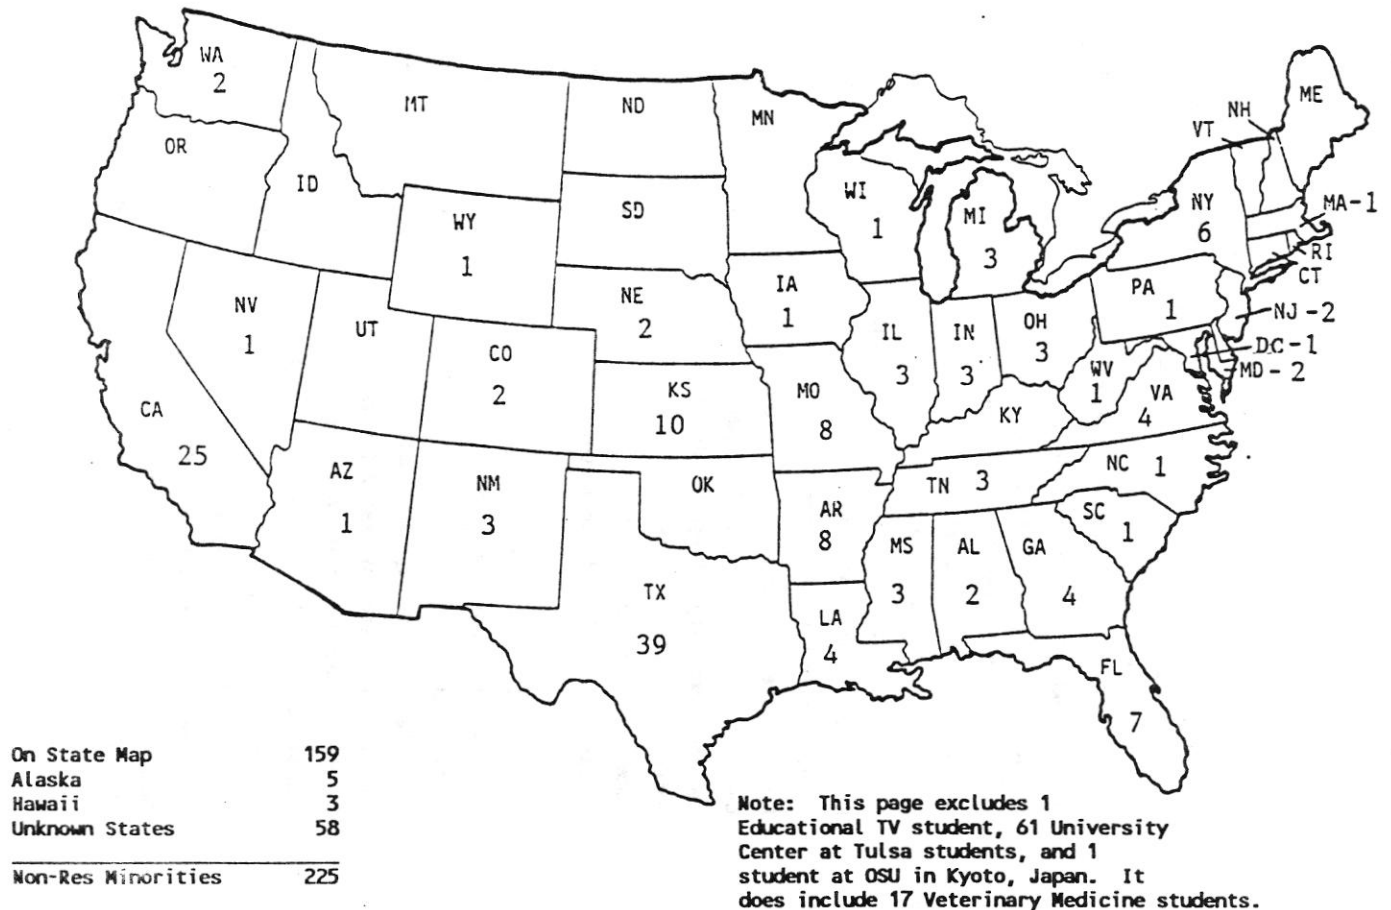 WA
2
MT
ND
MN
ME
NH
VT
OR
ID
SD
WI
1
MI
3
NY
6
MA-1
WY
1
RI
CT
NV
1
UT
NE
2
IA
1
PA
1
NJ-2
CO
2
IL
3
IN
3
OH
3
DC-1
MD-2
WV
1
VA
4
CA
25
KS
10
MO
8
KY
AZ
1
NM
3
OK
AR
8
TN 3
NC 1
SC
1
MS
3
AL
2
GA
4
TX
39
LA
4
FL
7
On State Map 159
Alaska 5
Hawaii 3
Unknown States 58
Non-Res Minorities 225
Note: This page excludes 1
Educational TV student, 61 University
Center at Tulsa students, and 1
student at OSU in Kyoto, Japan. It
does include 17 Veterinary Medicine students.